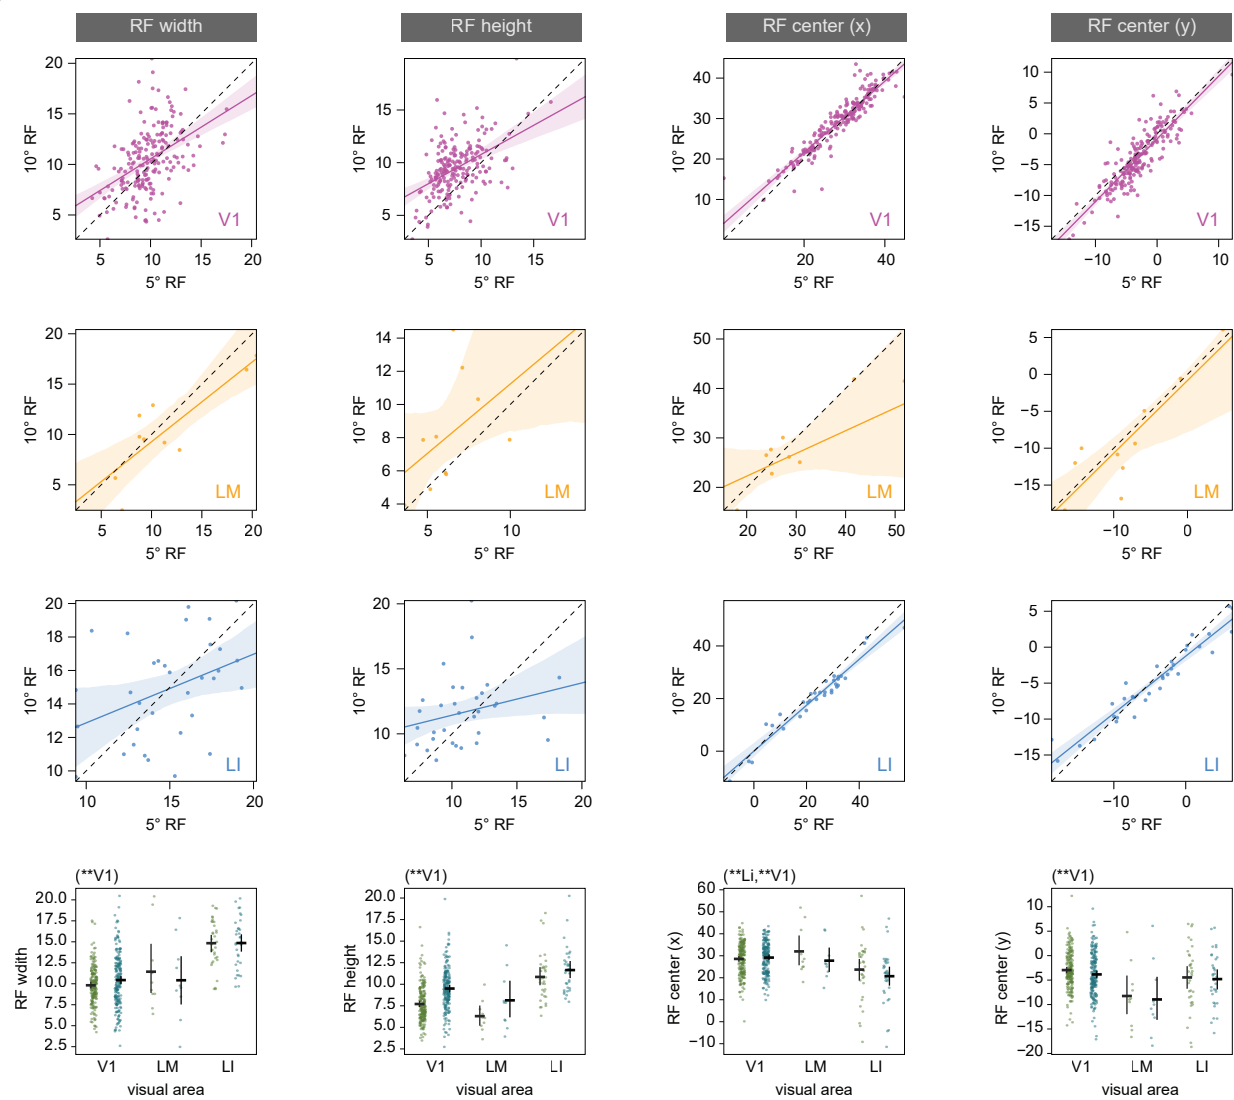 RF width
RF height
RF center (x)
RF center (y)
20
15
10
5
10° RF
V1
5
10
15
20
5° RF
15
10
5
10° RF
V1
5
10
15
5° RF
40
30
20
10
10° RF
V1
20
40
5° RF
10
5
0
−5
−10
−15
10° RF
V1
−10
0
10
5° RF
20
15
10
5
10° RF
LM
5
10
15
20
5° RF
14
12
10
8
6
4
10° RF
LM
5
10
5° RF
50
40
30
20
10° RF
LM
20
30
40
50
5° RF
5
0
−5
−10
−15
10° RF
LM
−10
0
5° RF
20
18
16
14
12
10
10° RF
LI
10
15
20
5° RF
20
15
10
10° RF
LI
10
15
20
5° RF
40
20
0
10° RF
LI
0
20
40
5° RF
5
0
−5
−10
−15
10° RF
LI
−10
0
5° RF
(**V1)
20.0
17.5
15.0
12.5
10.0
7.5
5.0
2.5
RF wdth
V1 LM LI
visual area
(**V1)
20.0
17.5
15.0
12.5
10.0
7.5
5.0
2.5
RF height
V1 LM LI
visual area
(**Li,**V1)
60
50
40
30
20
10
0
−10
RF center (x)
V1 LM LI
visual area
(**V1)
10
5
0
−5
−10
−15
−20
RF center (y)
V1 LM LI
visual area